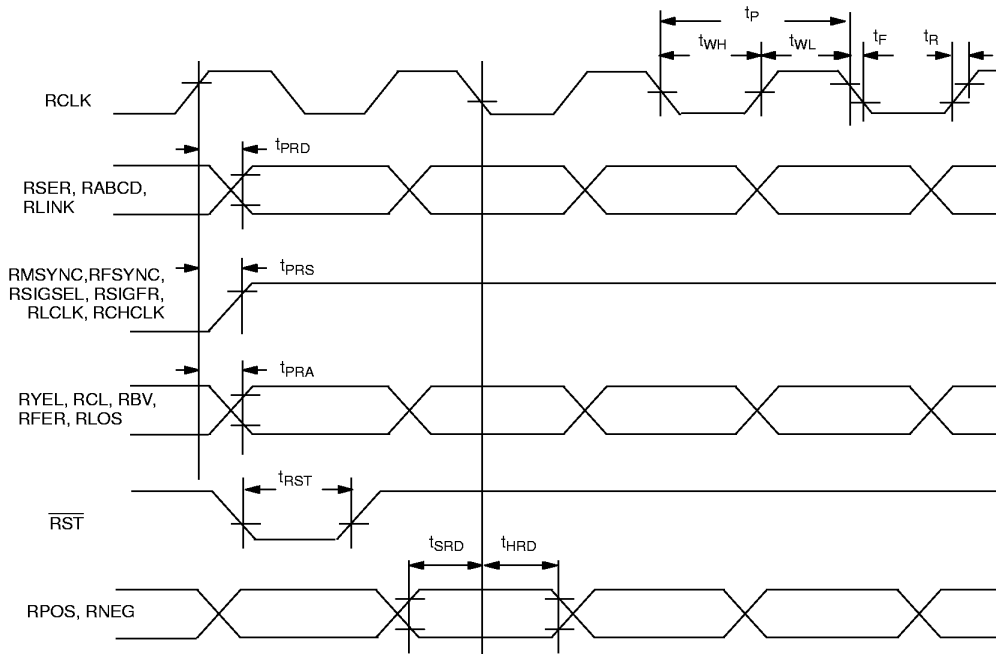 tP
tWH
tWL
tF
tR
RCLK
tPRD
RSER, RABCD,
RLINK
tPRS
RMSYNC,RFSYNC,
RSIGSEL, RSIGFR,
RLCLK, RCHCLK
tPRA
RYEL, RCL, RBV,
RFER, RLOS
tRST
RST
tSRD
tHRD
RPOS, RNEG